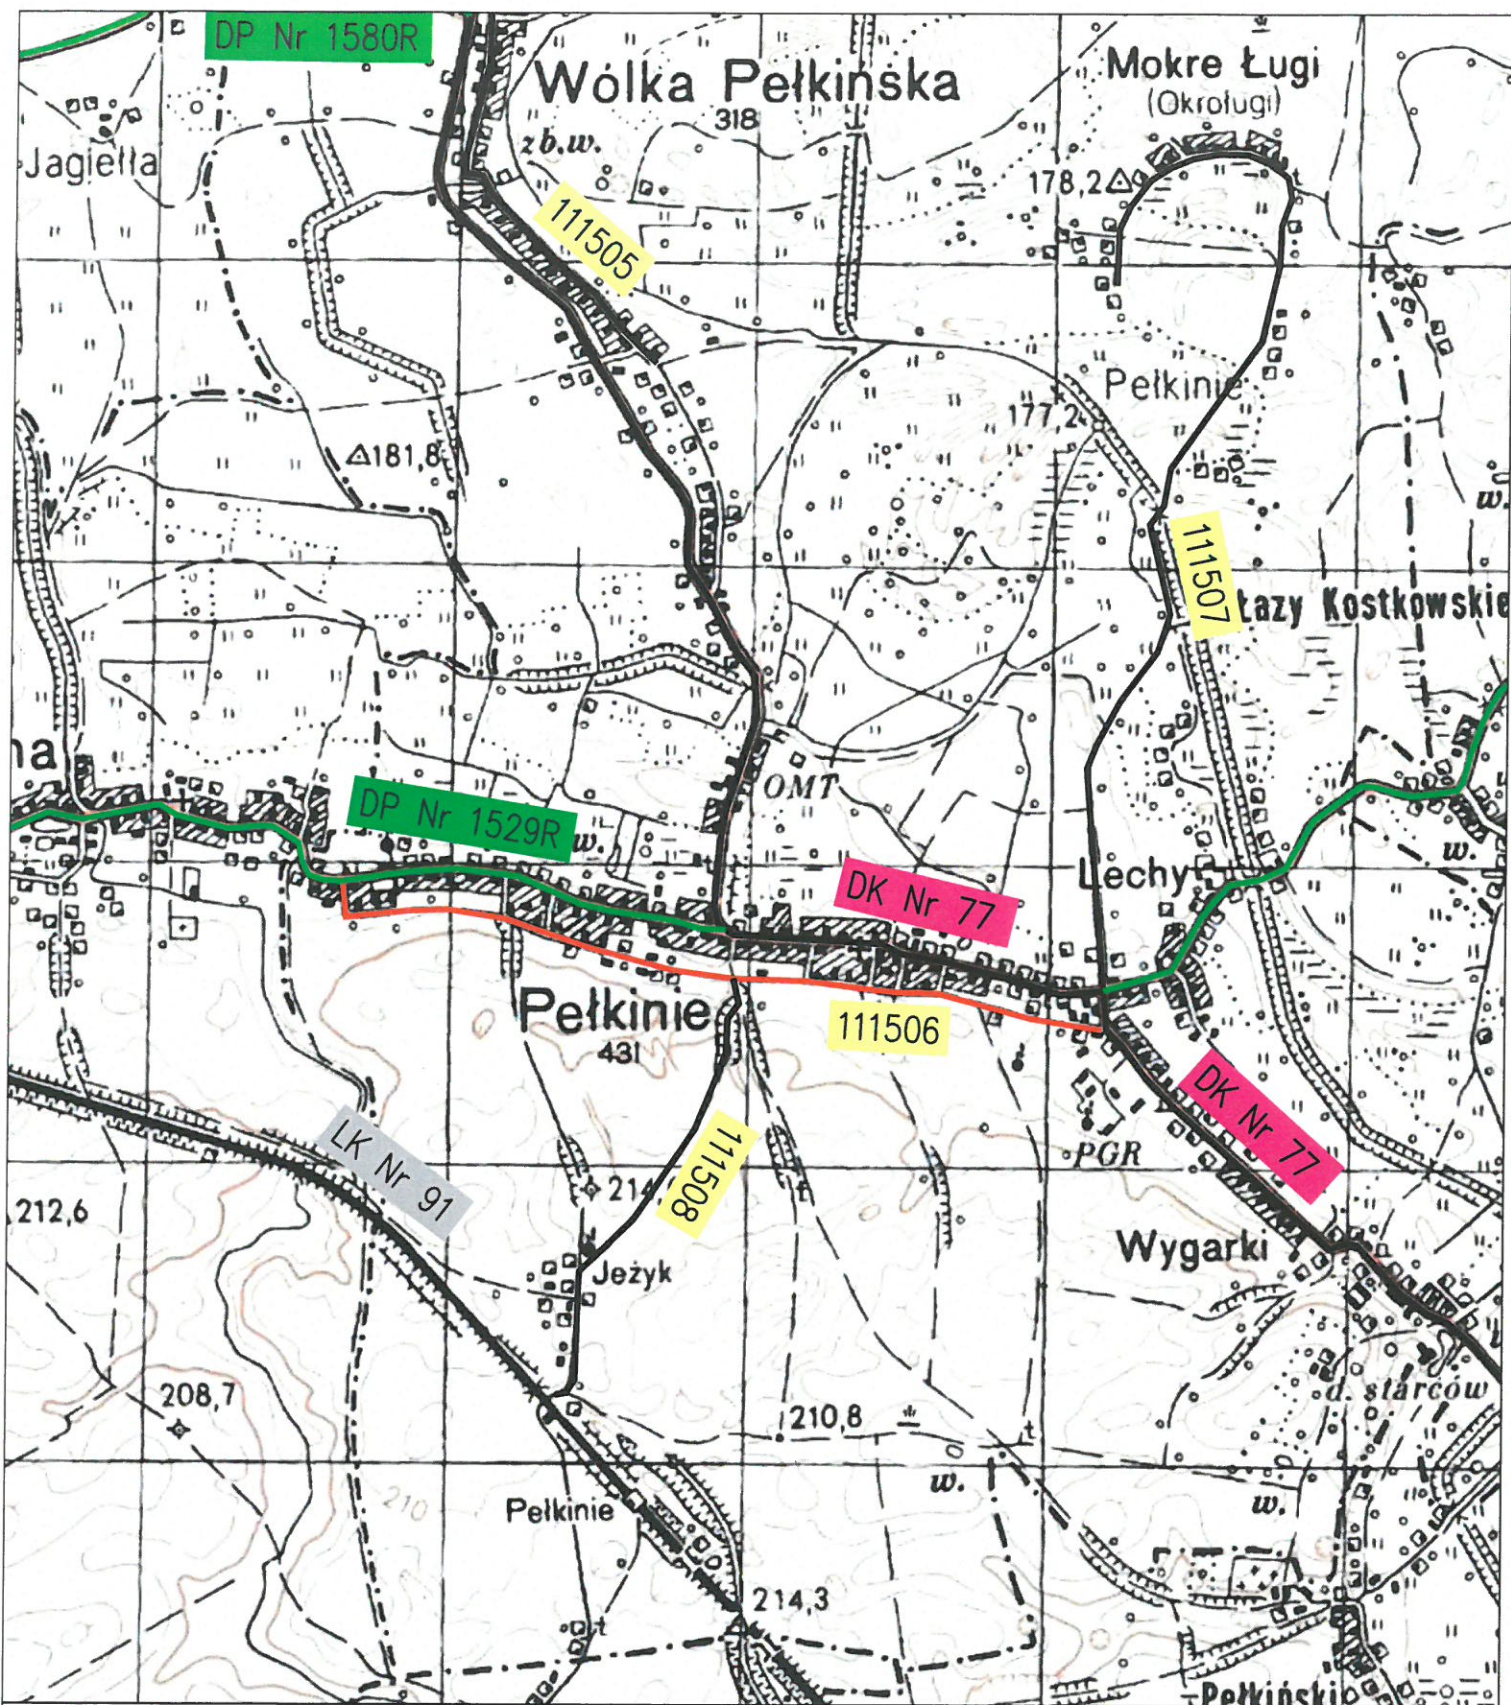 DP Nr 1580R
Wólka Pełkińska
318
Mokre Ługi
(Okroługi)
zb.w.
Jagiełła
178,2
111505
Pełkinie
177,2
181,8
w.
111507
Łazy Kostkowskie
na
OMT
DP Nr 1529R
w.
w.
DK Nr 77
Lechy
t
Pełkinie
431
111506
DK Nr 77
LK Nr 91
111508
PGR
t
212,6
Wygarki
Jeżyk
208,7
d. starców
210,8
t
w.
w.
210
Pełkinie
214,3
t